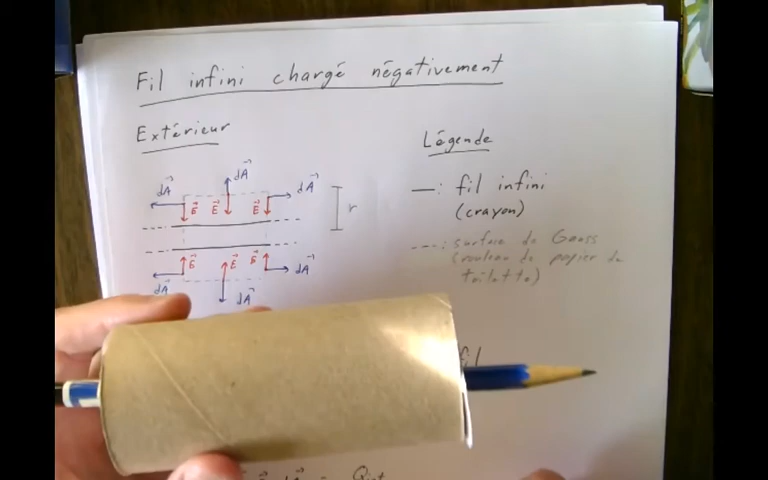 Fil infini chargé négativement
Extérieur
Légende
dA dA dA
—: fil infini
E E E
r
(crayon)
---: surface de Gauss
(rouleau de papier de
toilette)
E E E
dA dA dA
fil